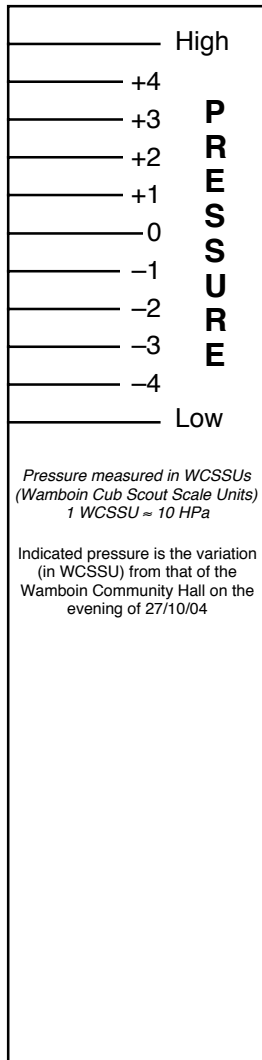 High
+4
+3
+2
+1
0
–1
–2
–3
–4
Low
PRESSURE
Pressure measured in WCSSUs
(Wamboin Cub Scout Scale Units)
1 WCSSU ≈ 10 HPa
Indicated pressure is the variation
(in WCSSU) from that of the
Wamboin Community Hall on the
evening of 27/10/04